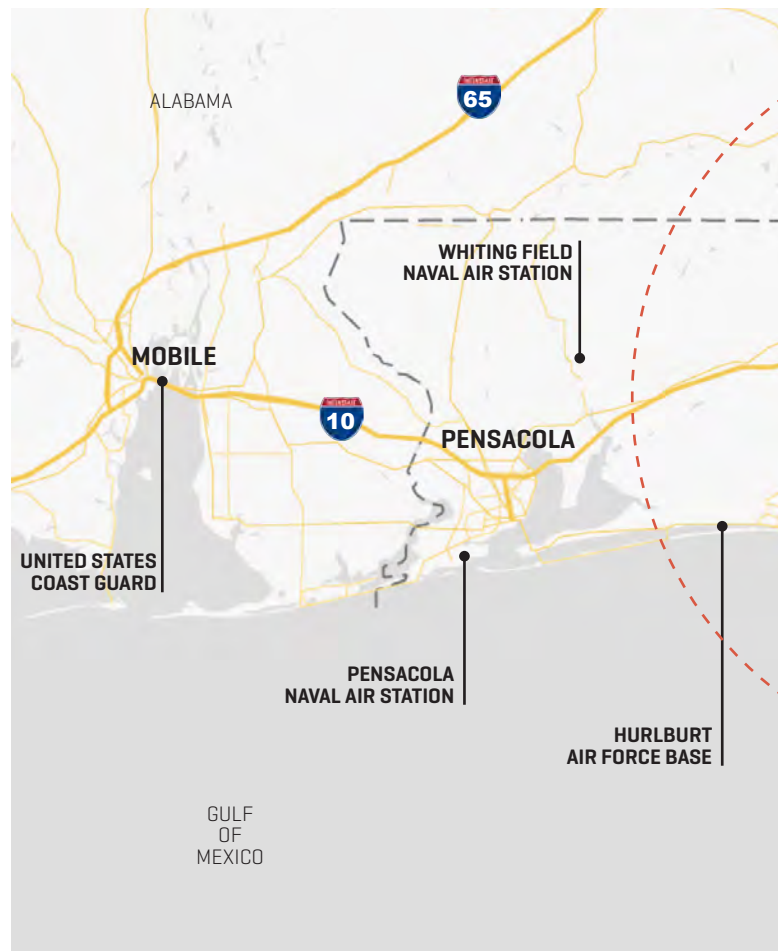 ALABAMA
65
WHITING FIELD
NAVAL AIR STATION
MOBILE
10
PENSACOLA
UNITED STATES
COAST GUARD
PENSACOLA
NAVAL AIR STATION
HURLBURT
AIR FORCE BASE
GULF
OF
MEXICO